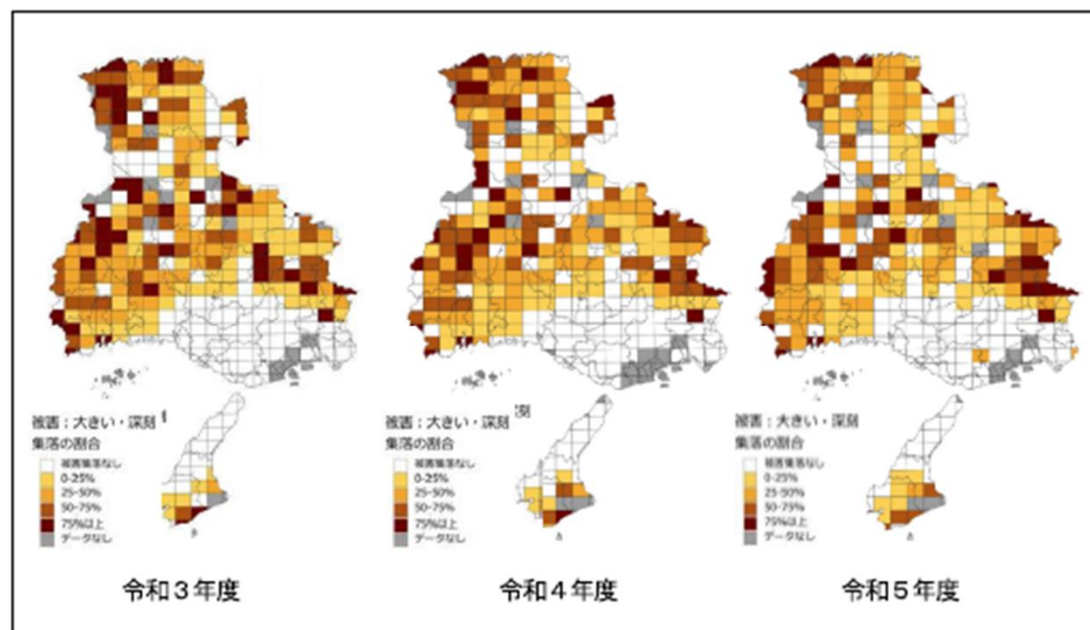 被害：大きい・深刻
集落の割合
被害集落なし
0-25%
25-50%
50-75%
75%以上
データなし
令和３年度
被害：大きい・深刻
集落の割合
被害集落なし
0-25%
25-50%
50-75%
75%以上
データなし
令和４年度
被害：大きい・深刻
集落の割合
被害集落なし
0-25%
25-50%
50-75%
75%以上
データなし
令和５年度